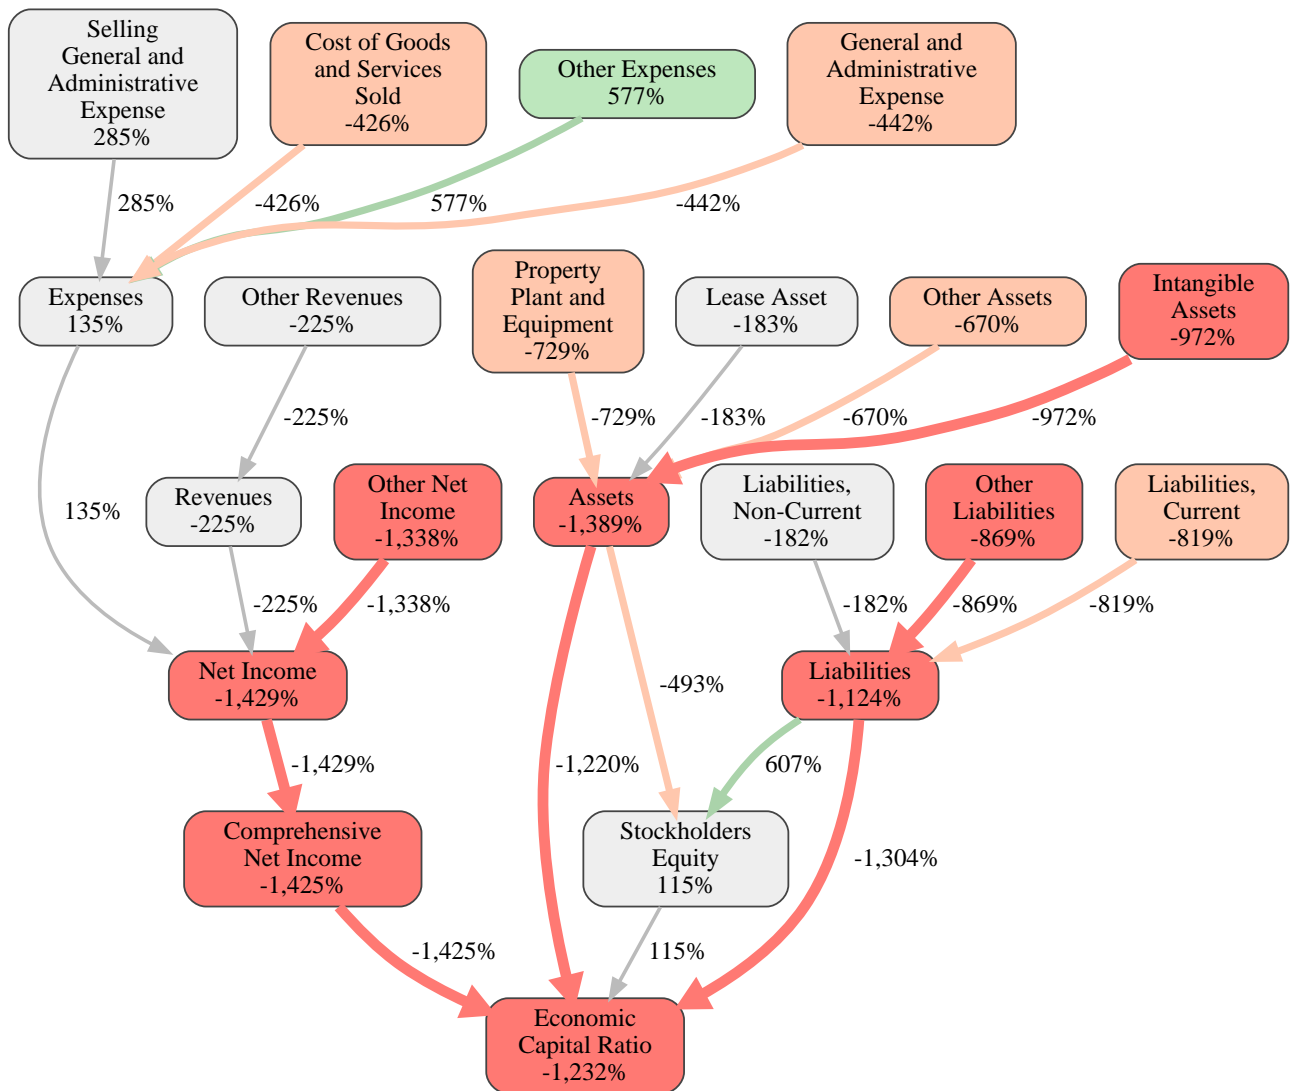 Selling
General and
Administrative
Expense
285%
Cost of Goods
and Services
Sold
-426%
Other Expenses
577%
General and
Administrative
Expense
-442%
285%
-426%
577%
-442%
Expenses
135%
Other Revenues
-225%
Property
Plant and
Equipment
-729%
Lease Asset
-183%
Other Assets
-670%
Intangible
Assets
-972%
-225%
-729%
-183%
-670%
-972%
135%
Revenues
-225%
Other Net
Income
-1,338%
Assets
-1,389%
Liabilities,
Non-Current
-182%
Other
Liabilities
-869%
Liabilities,
Current
-819%
-225%
-1,338%
-182%
-869%
-819%
Net Income
-1,429%
-493%
Liabilities
-1,124%
-1,429%
-1,220%
607%
Comprehensive
Net Income
-1,425%
Stockholders
Equity
115%
-1,304%
-1,425%
115%
Economic
Capital Ratio
-1,232%